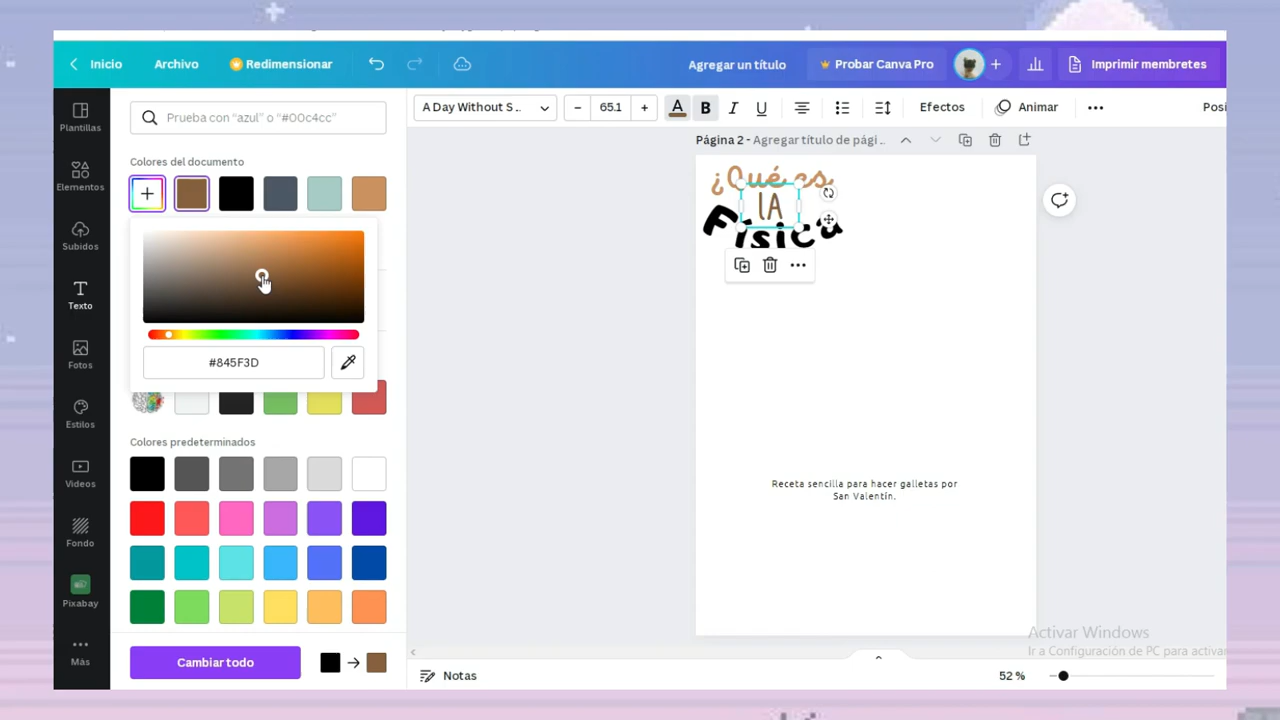 Inicio
Archivo
Redimensionar
Agregar un título
Probar Canva Pro
Imprimir membretes
Plantillas
Elementos
Subidos
Texto
Fotos
Estilos
Videos
Fondo
Pixabay
Más
Prueba con “azul” o “#00c4cc”
Colores del documento
#845F3D
Colores predeterminados
Cambiar todo
A Day Without S...
65.1
B I U
Efectos
Animar
Posi
Página 2 - Agregar título de pági...
¿Qué es
lA
Física
Receta sencilla para hacer galletas por
San Valentín.
Activar Windows
Ir a Configuración de PC para activar
Notas
52 %